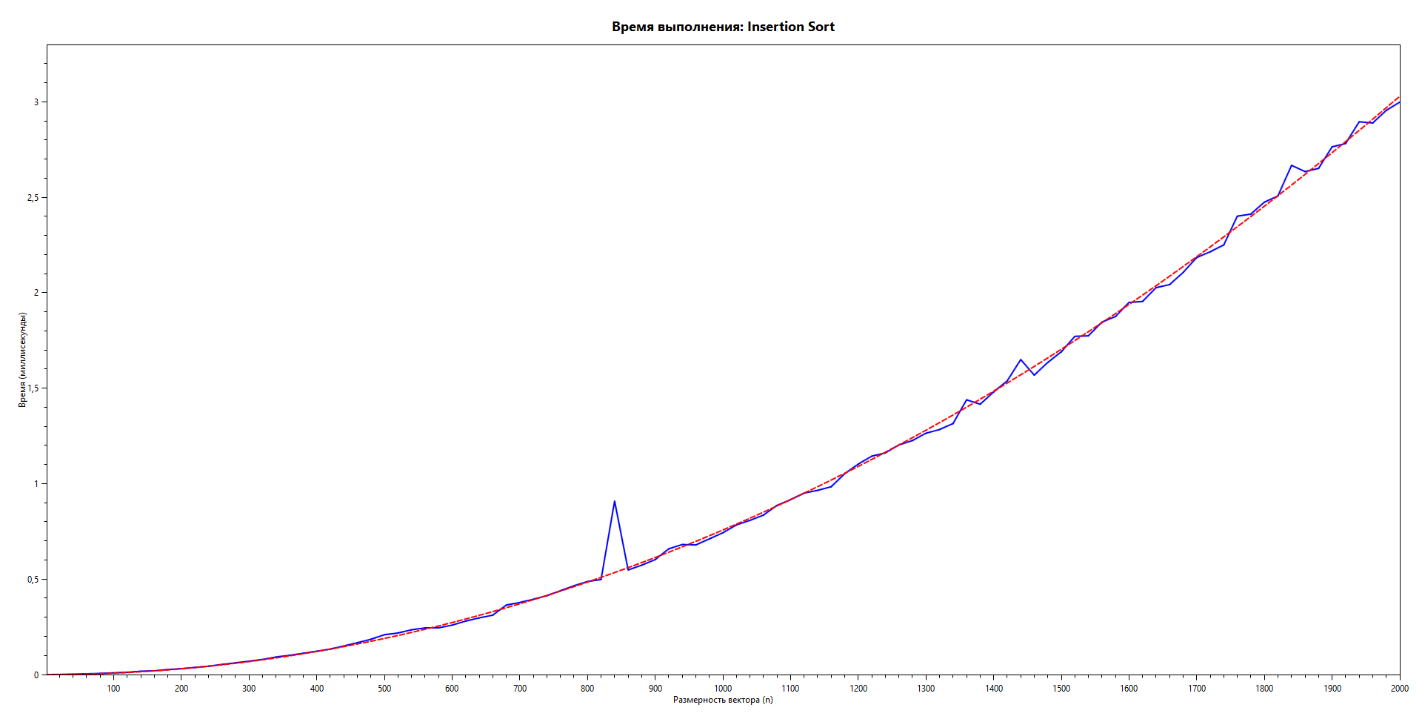 Время выполнения: Insertion Sort
Время (миллисекунды)
3
2,5
2
1,5
1
0,5
0
100 200 300 400 500 600 700 800 900 1000 1100 1200 1300 1400 1500 1600 1700 1800 1900 2000
Размерность вектора (n)